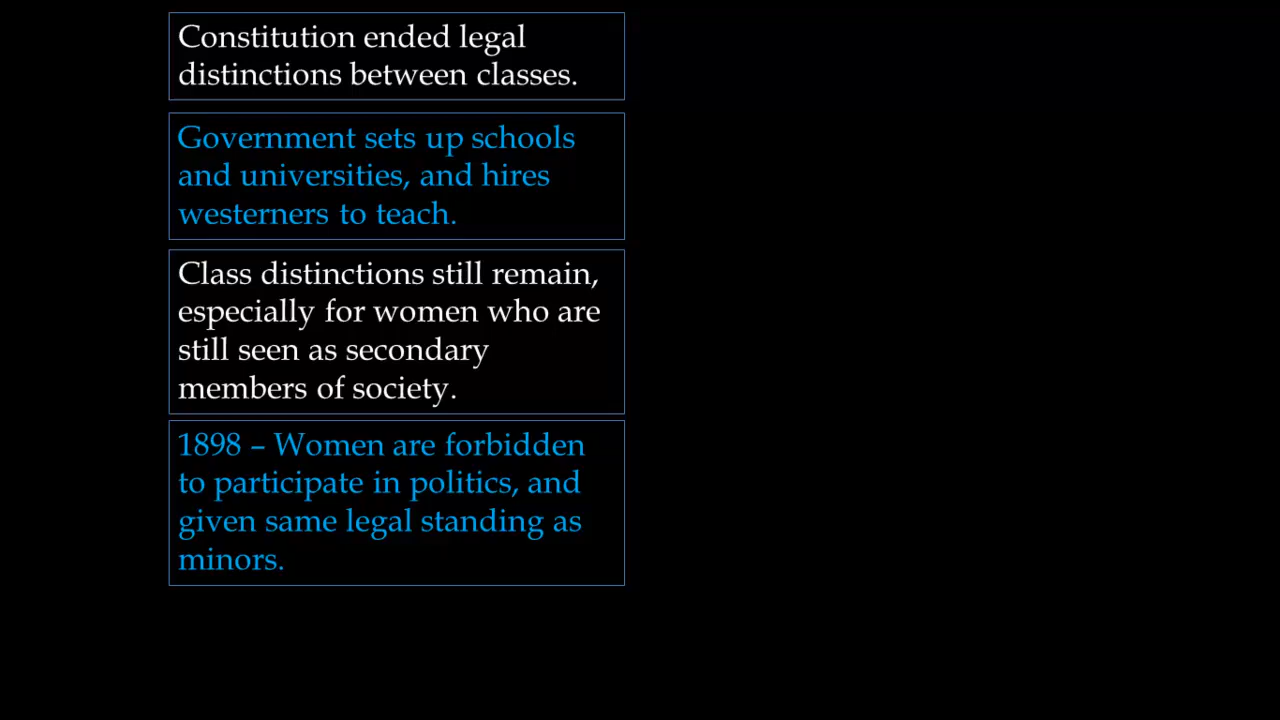 Constitution ended legal
distinctions between classes.
Government sets up schools
and universities, and hires
westerners to teach.
Class distinctions still remain,
especially for women who are
still seen as secondary
members of society.
1898 – Women are forbidden
to participate in politics, and
given same legal standing as
minors.